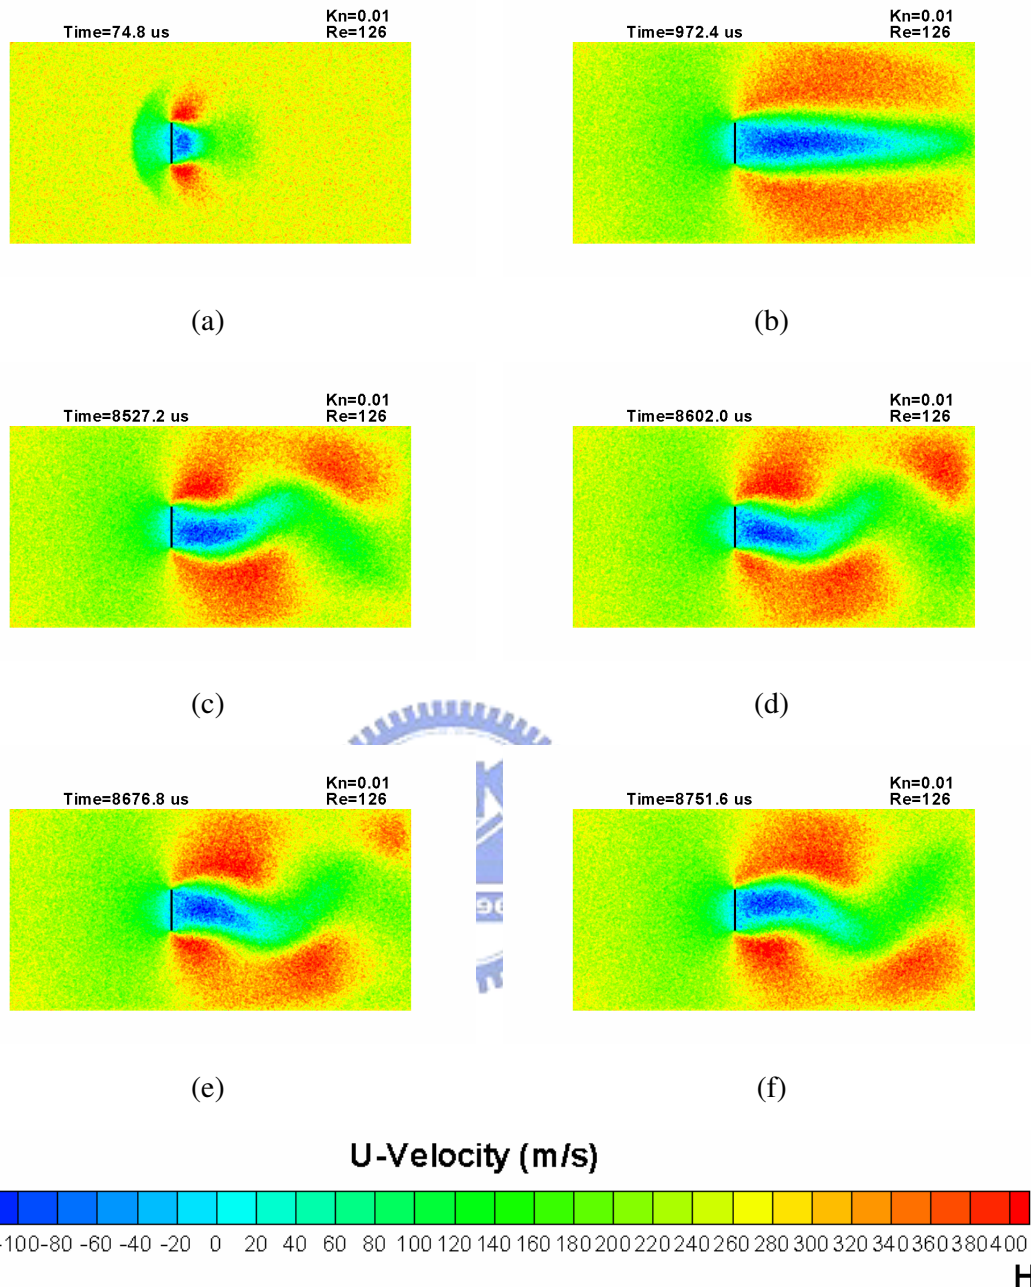 Kn=0.01
Time=74.8 us Re=126
Kn=0.01
Time=972.4 us Re=126
(a) (b)
Kn=0.01
Time=8527.2 us Re=126
Kn=0.01
Time=8602.0 us Re=126
(c) (d)
Kn=0.01
Time=8676.8 us Re=126
Kn=0.01
Time=8751.6 us Re=126
(e) (f)
U-Velocity (m/s)
-100 -80 -60 -40 -20 0 20 40 60 80 100 120 140 160 180 200 220 240 260 280 300 320 340 360 380 400